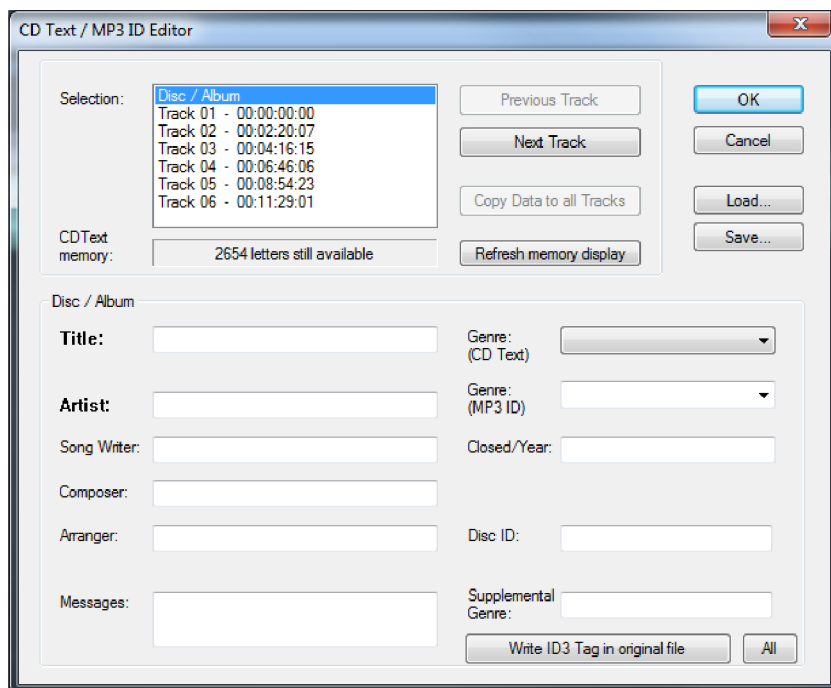 CD Text / MP3 ID Editor
x
Selection:
Disc / Album
Track 01 - 00:00:00:00
Track 02 - 00:02:20:07
Track 03 - 00:04:16:15
Track 04 - 00:06:46:06
Track 05 - 00:08:54:23
Track 06 - 00:11:29:01
Previous Track
Next Track
Copy Data to all Tracks
OK
Cancel
Load...
Save...
CDText
memory:
2654 letters still available
Refresh memory display
Disc / Album
Title:
Genre:
(CD Text)
Artist:
Genre:
(MP3 ID)
Song Writer:
Closed/Year:
Composer:
Arranger:
Disc ID:
Messages:
Supplemental
Genre:
Write ID3 Tag in original file
All